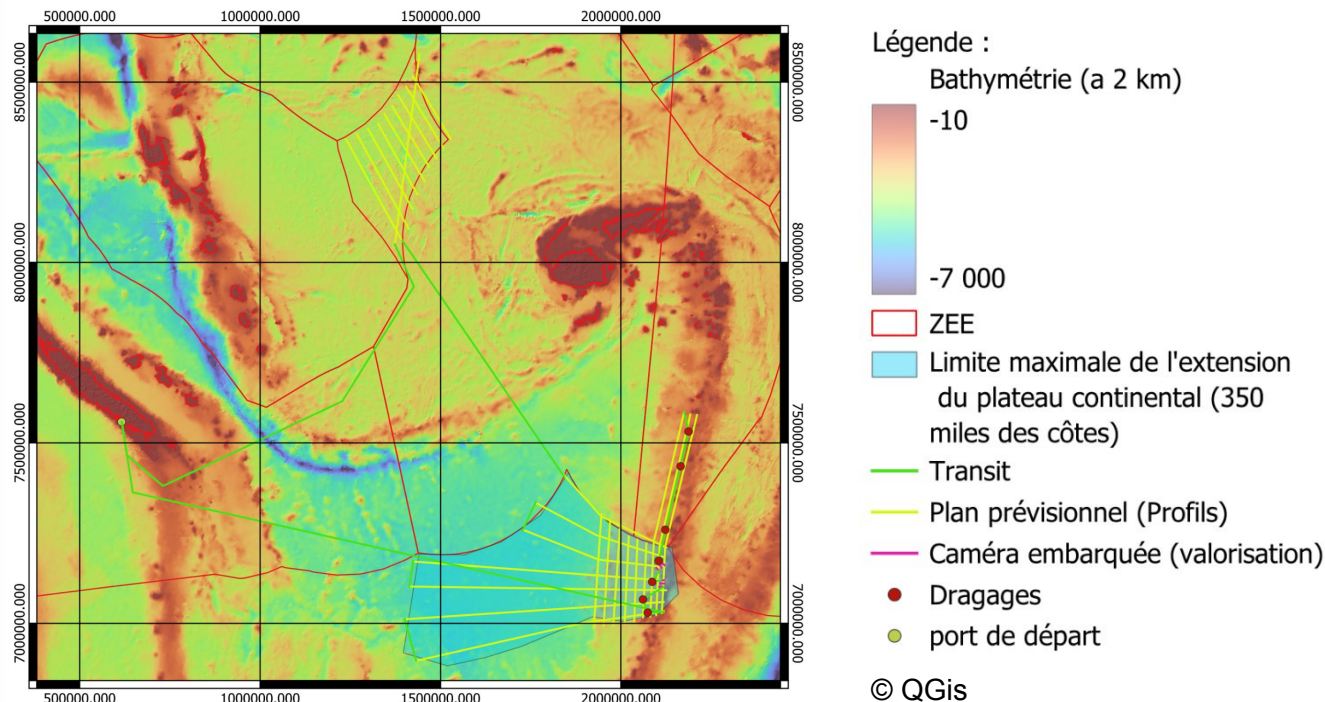 500000.000 1000000.000 1500000.000 2000000.000
8500000.000 8500000.000
8000000.000 8000000.000
7500000.000 7500000.000
7000000.000 7000000.000
500000.000 1000000.000 1500000.000 2000000.000
Légende :
Bathymétrie (a 2 km)
-10
-7 000
ZEE
Limite maximale de l'extension
du plateau continental (350
miles des côtes)
Transit
Plan prévisionnel (Profils)
Caméra embarquée (valorisation)
Dragages
port de départ
© QGis